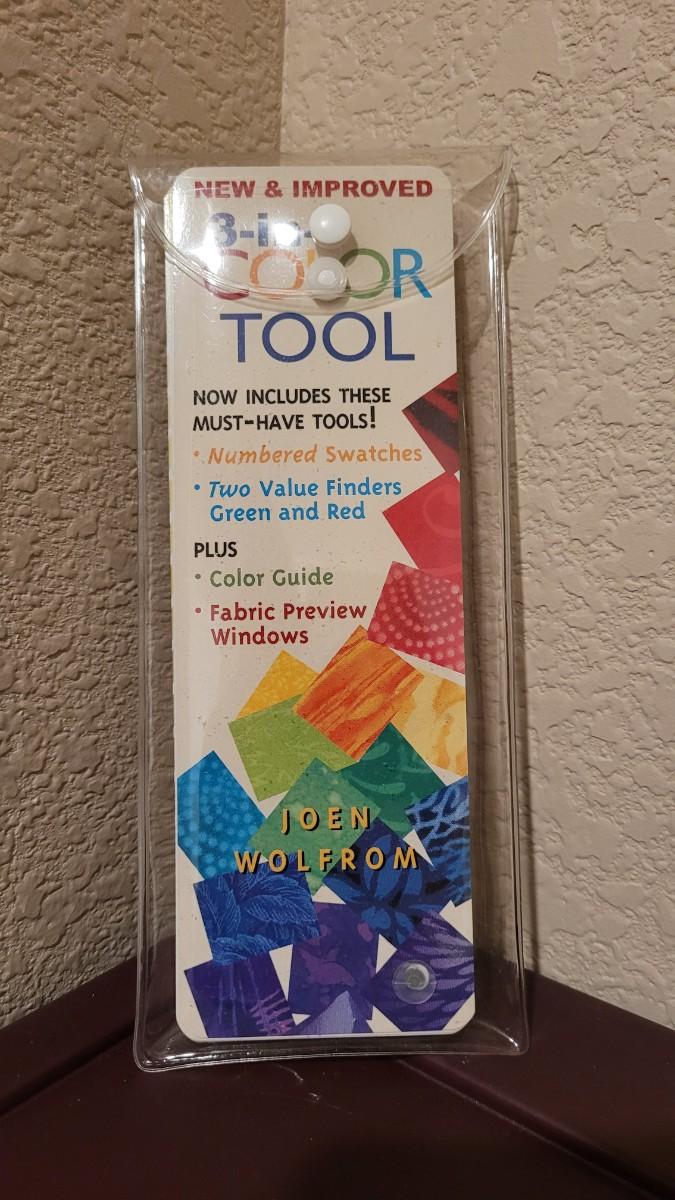 NEW & IMPROVED
3-in-
COLOR
TOOL
NOW INCLUDES THESE
MUST-HAVE TOOLS!
• Numbered Swatches
• Two Value Finders
Green and Red
PLUS
• Color Guide
• Fabric Preview
Windows
JOEN
WOLFROM